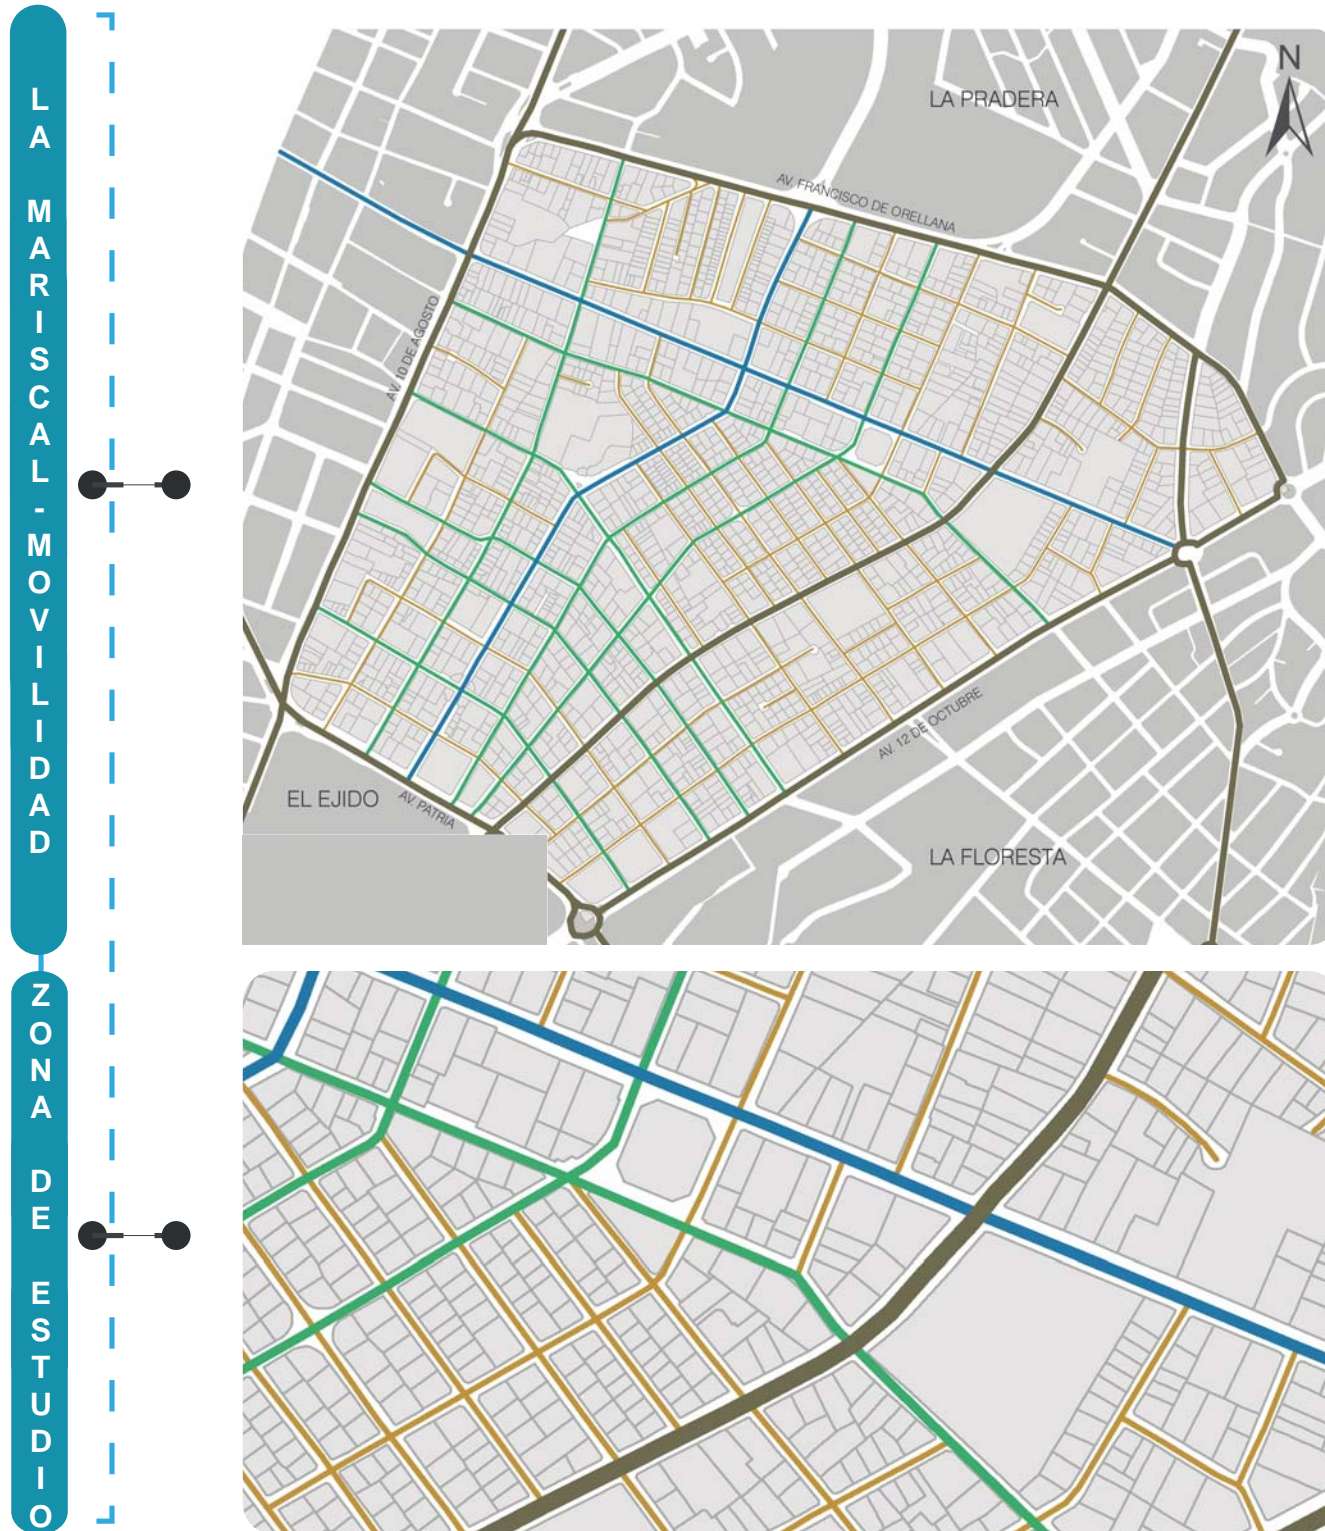 LA MARISCAL-MOVILIDAD
ZONA DE ESTUDIO
N
LA PRADERA
AV. FRANCISCO DE ORELLANA
AV. 10 DE AGOSTO
AV. 12 DE OCTUBRE
EL EJIDO
AV. PATRIA
LA FLORESTA